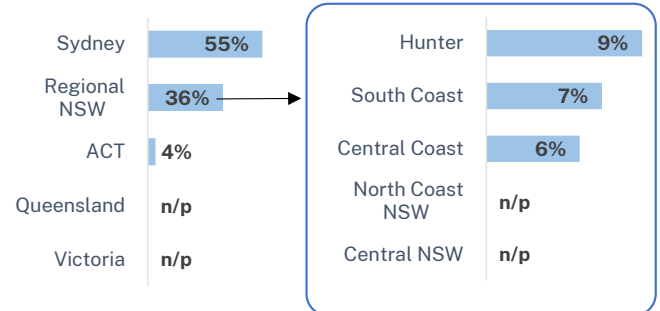 Sydney 55%
Regional
NSW 36%
ACT 4%
Queensland n/p
Victoria n/p
Hunter 9%
South Coast 7%
Central Coast 6%
North Coast
NSW n/p
Central NSW n/p